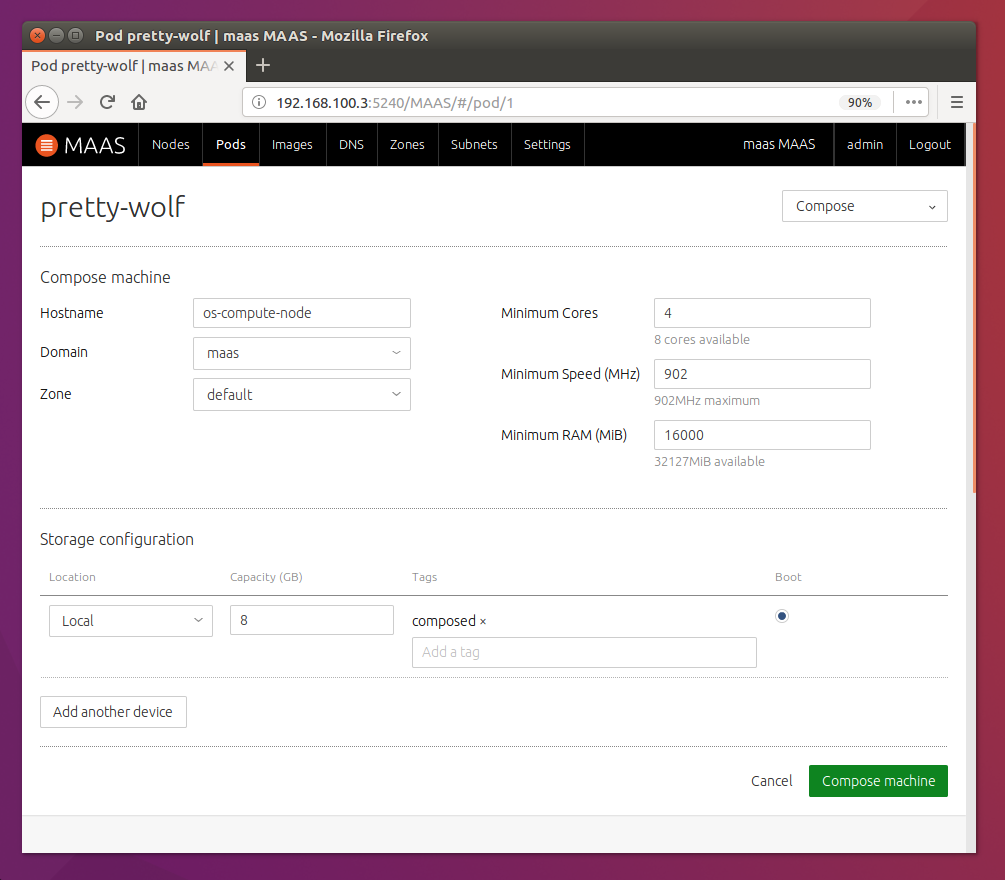 Pod pretty-wolf | maas MAAS - Mozilla Firefox
Pod pretty-wolf | maas MAA
192.168.100.3:5240/MAAS/#/pod/1 90%
MAAS Nodes Pods Images DNS Zones Subnets Settings maas MAAS admin Logout
pretty-wolf Compose
Compose machine
Hostname os-compute-node Minimum Cores 4
8 cores available
Domain maas
Minimum Speed (MHz) 902
Zone default
902MHz maximum
Minimum RAM (MiB) 16000
32127MiB available
Storage configuration
Location Capacity (GB) Tags Boot
Local 8 composed ×
Add a tag
Add another device
Cancel Compose machine